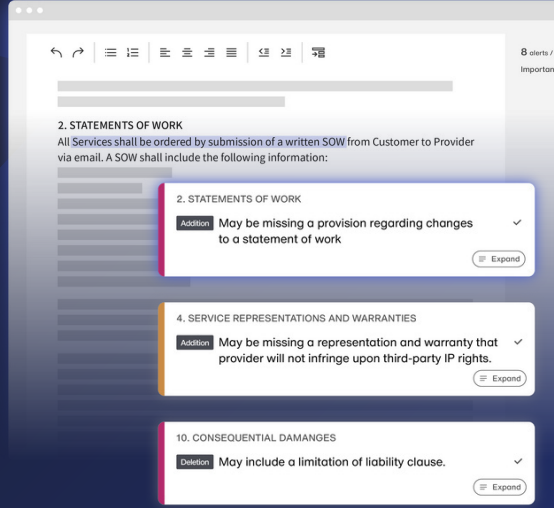 8 alerts /
Importan
2. STATEMENTS OF WORK
All Services shall be ordered by submission of a written SOW from Customer to Provider
via email. A SOW shall include the following information:
2. STATEMENTS OF WORK
Addition May be missing a provision regarding changes
to a statement of work
Expand
4. SERVICE REPRESENTATIONS AND WARRANTIES
Addition May be missing a representation and warranty that
provider will not infringe upon third-party IP rights.
Expand
10. CONSEQUENTIAL DAMANGES
Deletion May include a limitation of liability clause.
Expand